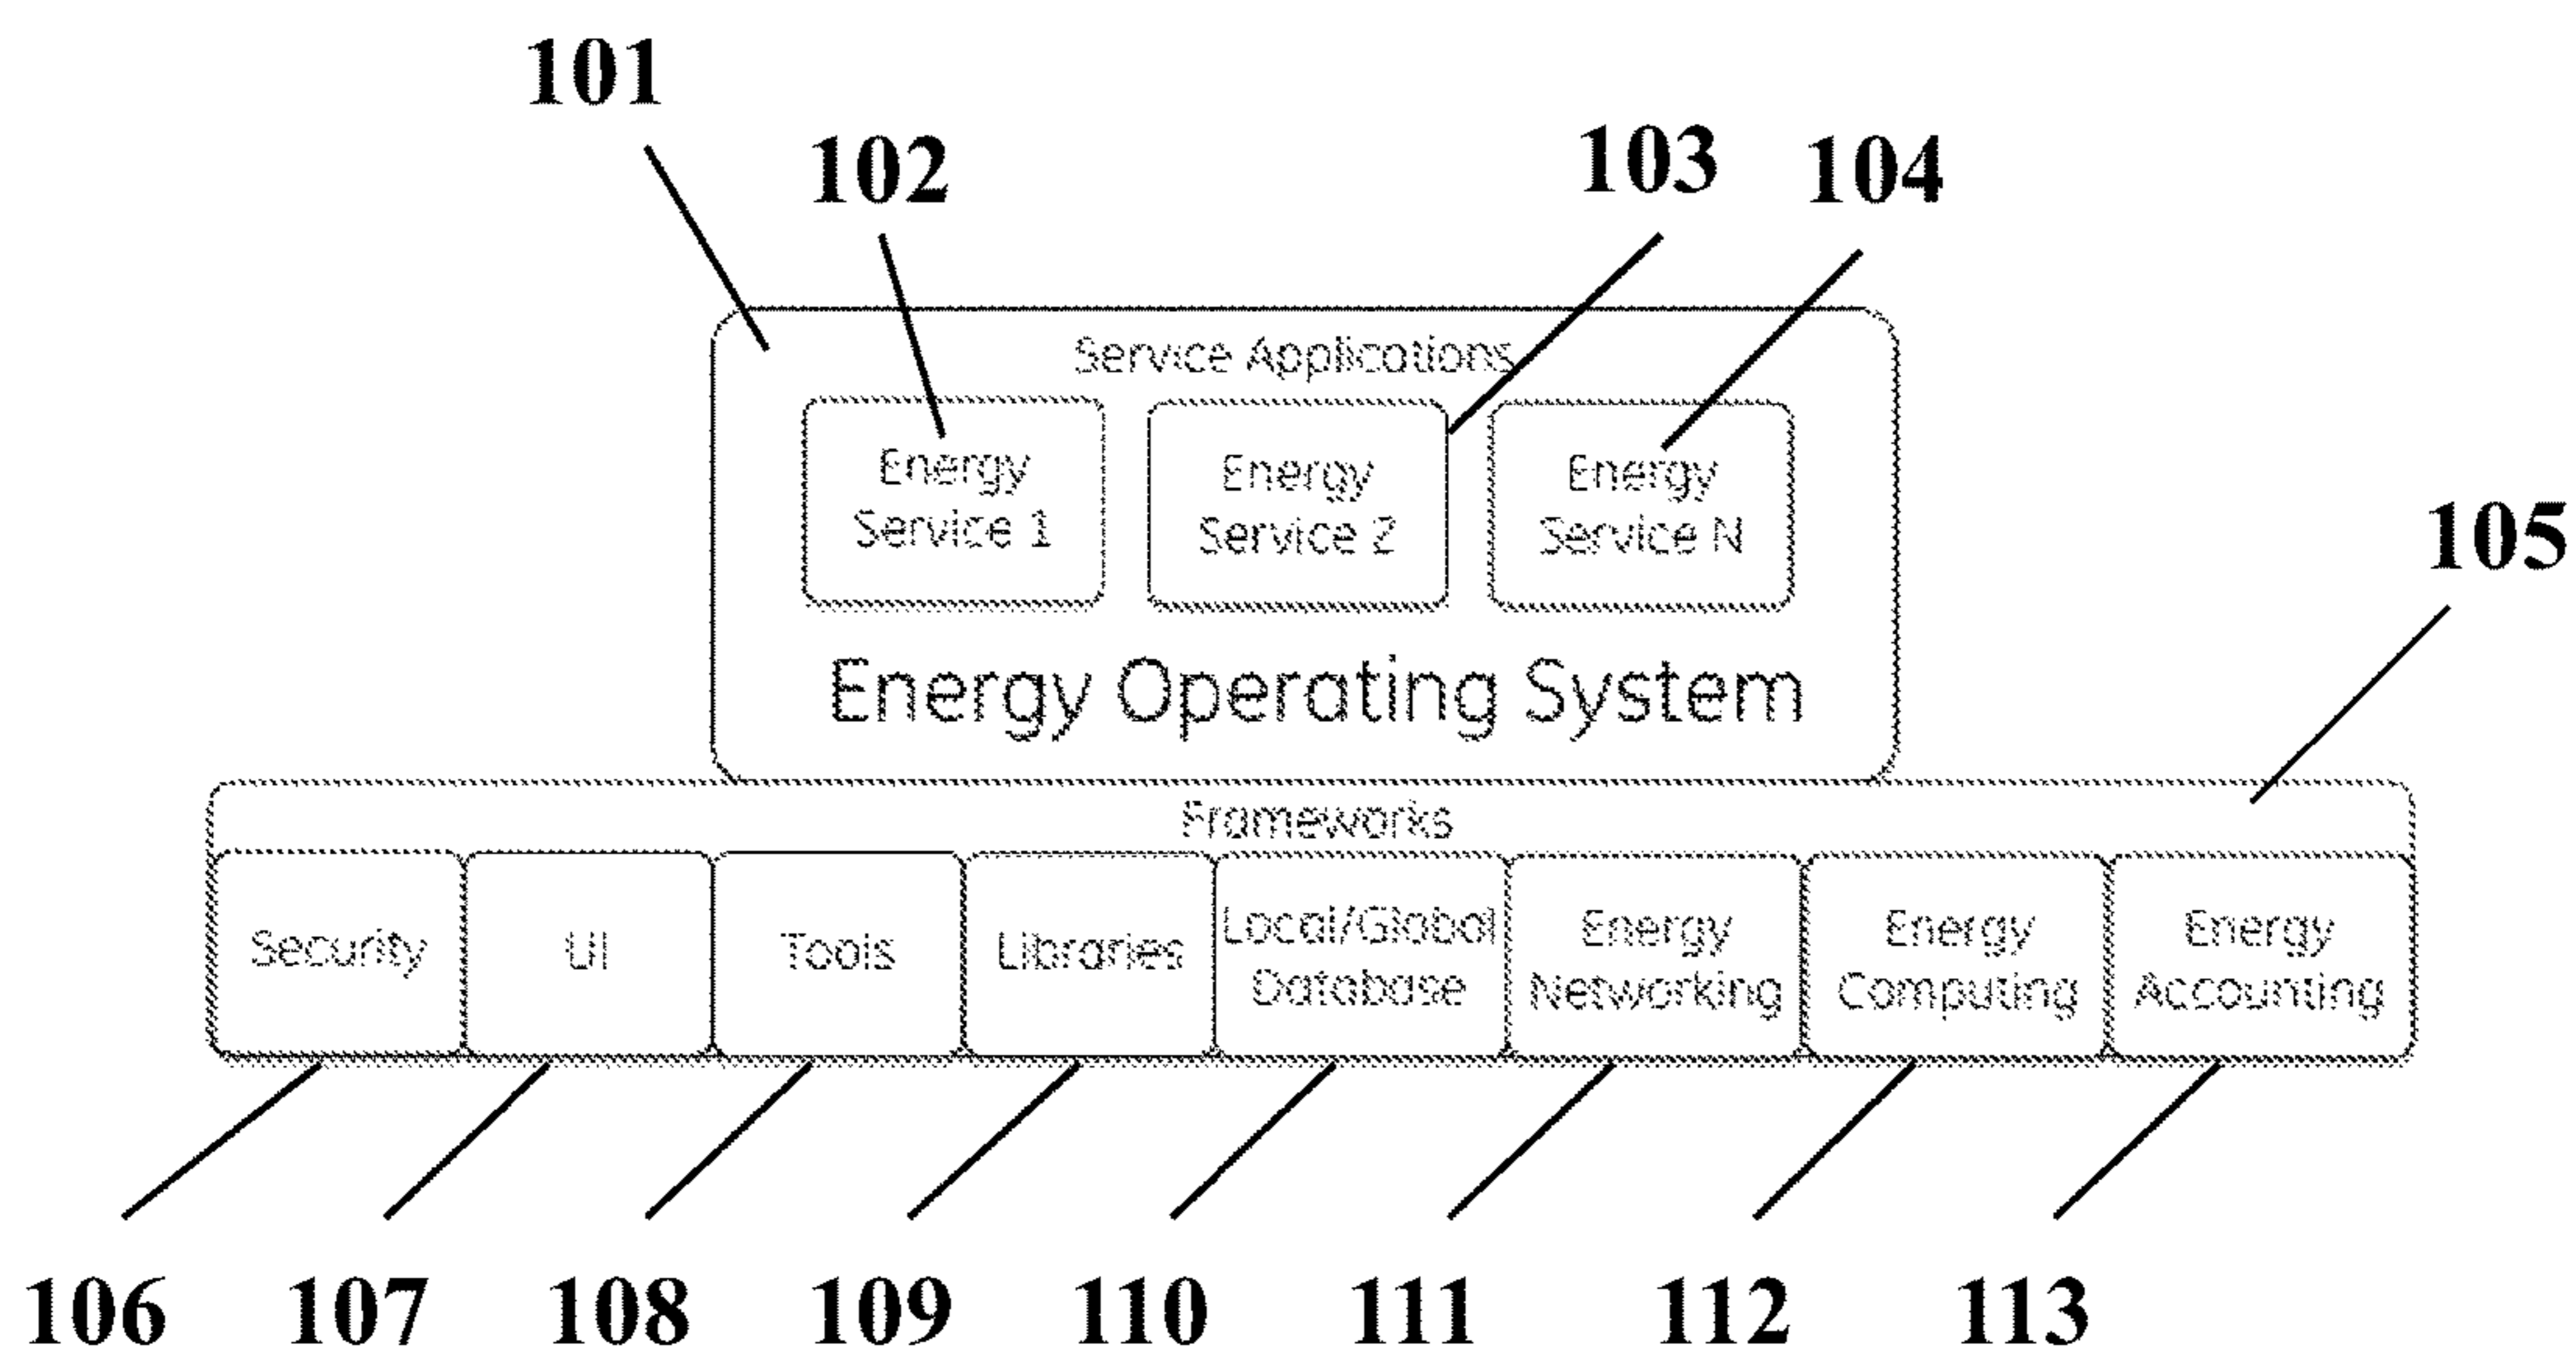 101
102
103
104
Service Applications
Energy
Service 1
Energy
Service 2
Energy
Service N
105
Energy Operating System
Frameworks
Security
UI
Tools
Libraries
Local/Global
Database
Energy
Networking
Energy
Computing
Energy
Accounting
106
107
108
109
110
111
112
113